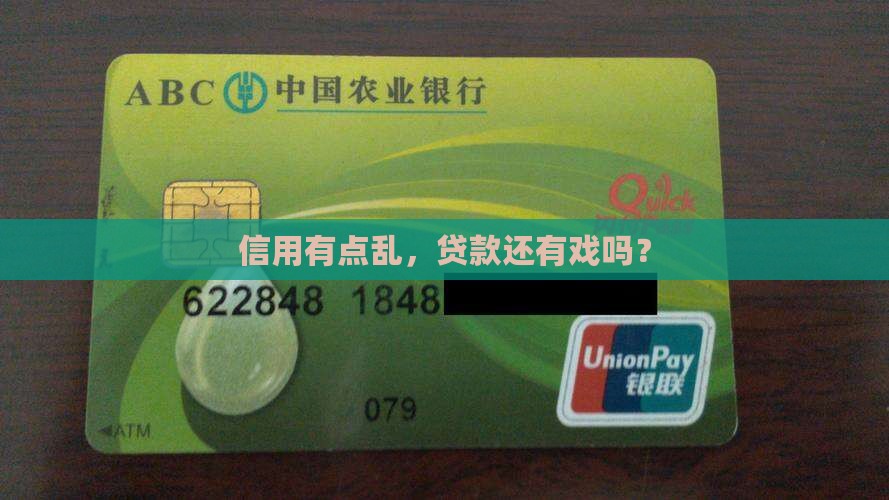 ABC 中国农业银行
Quick
信用有点乱，贷款还有戏吗？
622848 1848
UnionPay
银联
079
ATM